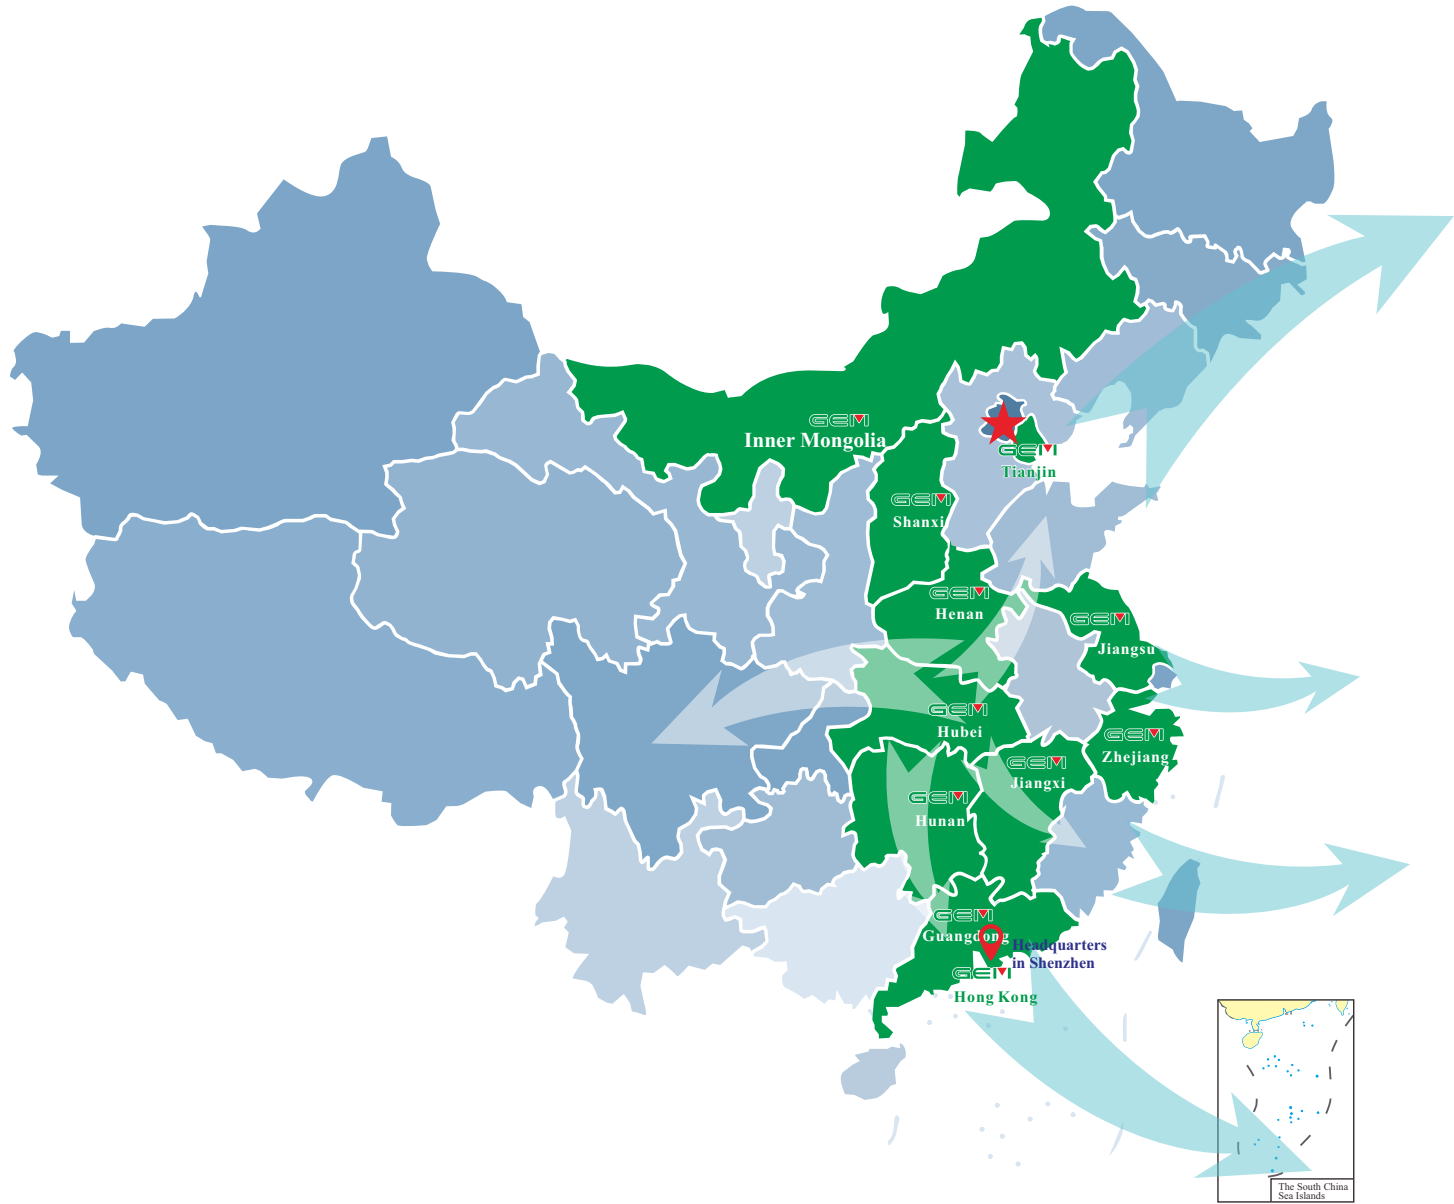 GEM
Inner Mongolia
GEM
Tianjin
GEM
Shanxi
GEM
Henan
GEM
Jiangsu
GEM
Hubei
GEM
Zhejiang
GEM
Jiangxi
GEM
Hunan
GEM
Guangdong
Headquarters
in Shenzhen
GEM
Hong Kong
The South China
Sea Islands